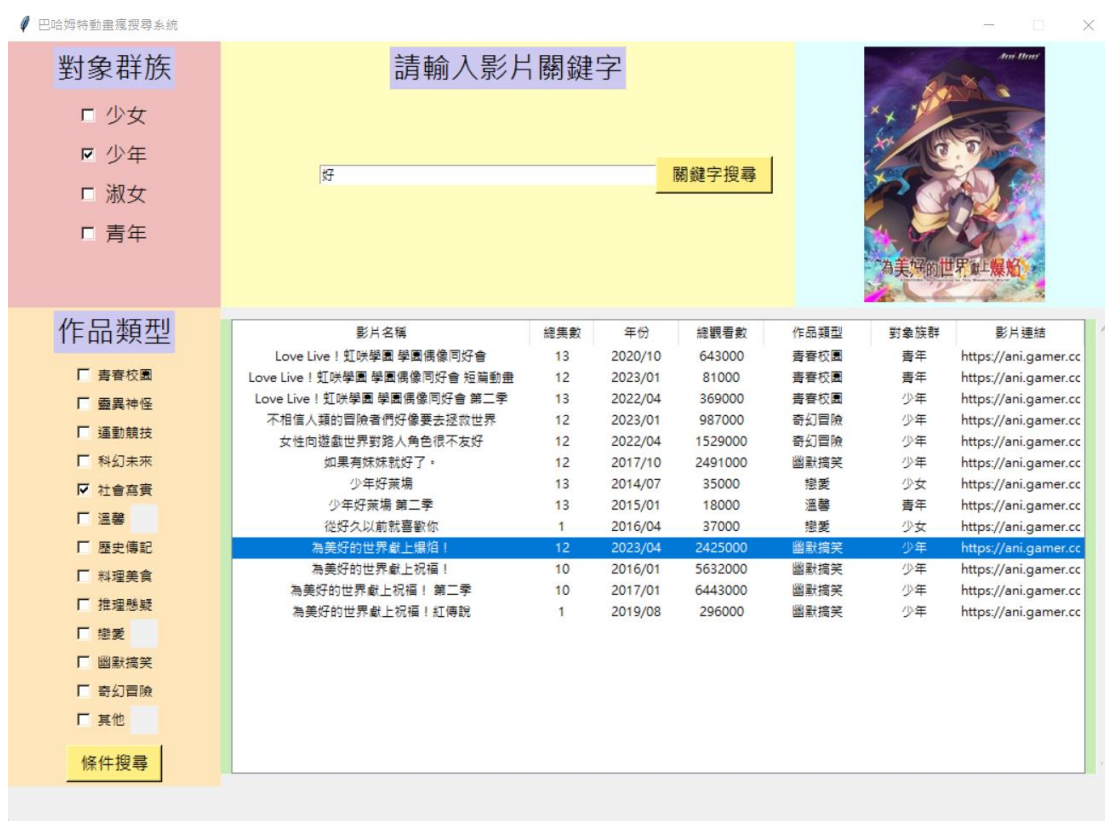 巴哈姆特動畫瘋搜尋系統
對象群族
少女
少年
淑女
青年
請輸入影片關鍵字
好
關鍵字搜尋
Ani-One
為美好的世界獻上爆焰
作品類型
青春校園
靈異神怪
運動競技
科幻未來
社會寫實
溫馨
歷史傳記
料理美食
推理懸疑
戀愛
幽默搞笑
奇幻冒險
其他
條件搜尋
影片名稱 總集數 年份 總觀看數 作品類型 對象族群 影片連結
Love Live！虹咲學園 學園偶像同好會 13 2020/10 643000 青春校園 青年 https://ani.gamer.cc
Love Live！虹咲學園 學園偶像同好會 短篇動畫 12 2023/01 81000 青春校園 青年 https://ani.gamer.cc
Love Live！虹咲學園 學園偶像同好會 第二季 13 2022/04 369000 青春校園 少年 https://ani.gamer.cc
不相信人類的冒險者們好像要去拯救世界 12 2023/01 987000 奇幻冒險 少年 https://ani.gamer.cc
女性向遊戲世界對路人角色很不友好 12 2022/04 1529000 奇幻冒險 少年 https://ani.gamer.cc
如果有妹妹就好了。 12 2017/10 2491000 幽默搞笑 少年 https://ani.gamer.cc
少年好萊塢 13 2014/07 35000 戀愛 少女 https://ani.gamer.cc
少年好萊塢 第二季 13 2015/01 18000 溫馨 青年 https://ani.gamer.cc
從好久以前就喜歡你 1 2016/04 37000 戀愛 少女 https://ani.gamer.cc
為美好的世界獻上爆焰！ 12 2023/04 2425000 幽默搞笑 少年 https://ani.gamer.cc
為美好的世界獻上祝福！ 10 2016/01 5632000 幽默搞笑 少年 https://ani.gamer.cc
為美好的世界獻上祝福！ 第二季 10 2017/01 6443000 幽默搞笑 少年 https://ani.gamer.cc
為美好的世界獻上祝福！紅傳說 1 2019/08 296000 幽默搞笑 少年 https://ani.gamer.cc